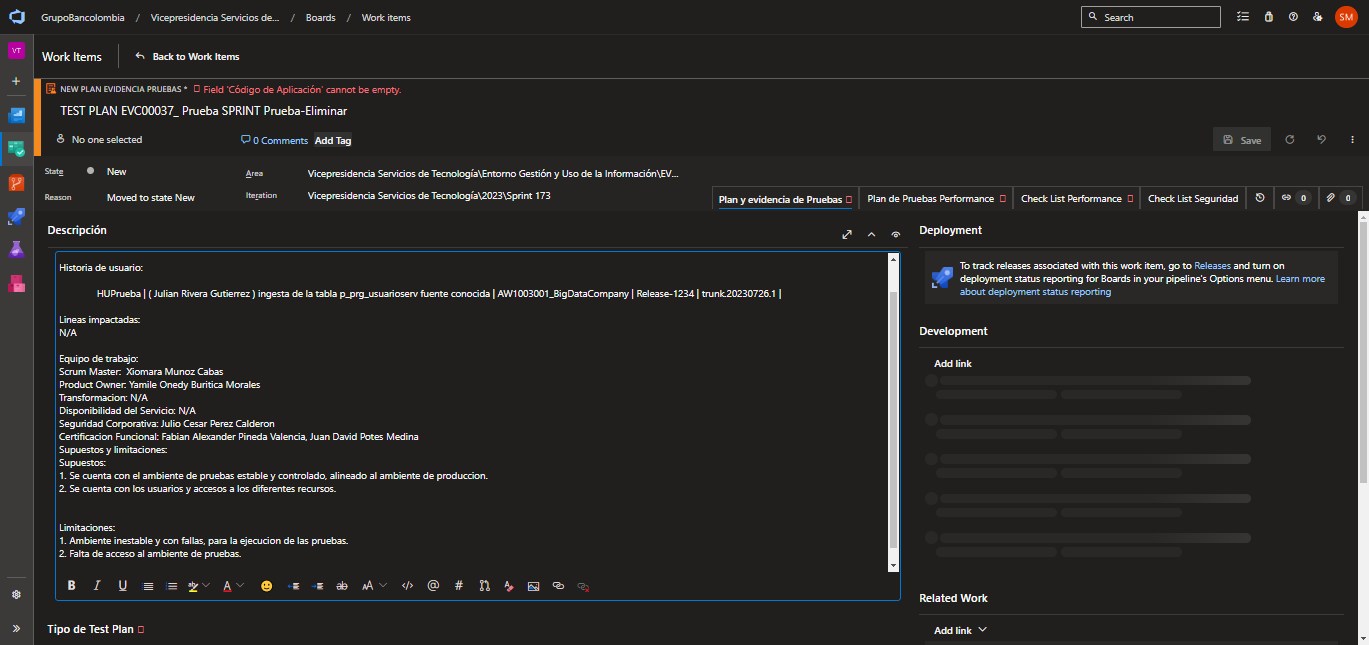 GrupoBancolombia / Vicepresidencia Servicios de... / Boards / Work items
Search
SM
VT
Work Items
Back to Work Items
NEW PLAN EVIDENCIA PRUEBAS * Field 'Código de Aplicación' cannot be empty.
TEST PLAN EVC00037_ Prueba SPRINT Prueba-Eliminar
No one selected
0 Comments
Add Tag
Save
State
New
Area
Vicepresidencia Servicios de Tecnología\Entorno Gestión y Uso de la Información\EV...
Reason
Moved to state New
Iteration
Vicepresidencia Servicios de Tecnología\2023\Sprint 173
Plan y evidencia de Pruebas
Plan de Pruebas Performance
Check List Performance
Check List Seguridad
0
0
Descripción
Historia de usuario:
HUPrueba | ( Julian Rivera Gutierrez ) ingesta de la tabla p_prg_usuarioserv fuente conocida | AW1003001_BigDataCompany | Release-1234 | trunk.20230726.1 |
Lineas impactadas:
N/A
Equipo de trabajo:
Scrum Master: Xiomara Munoz Cabas
Product Owner: Yamile Onedy Buritica Morales
Transformacion: N/A
Disponibilidad del Servicio: N/A
Seguridad Corporativa: Julio Cesar Perez Calderon
Certificacion Funcional: Fabian Alexander Pineda Valencia, Juan David Potes Medina
Supuestos y limitaciones:
Supuestos:
1. Se cuenta con el ambiente de pruebas estable y controlado, alineado al ambiente de produccion.
2. Se cuenta con los usuarios y accesos a los diferentes recursos.
Limitaciones:
1. Ambiente inestable y con fallas, para la ejecucion de las pruebas.
2. Falta de acceso al ambiente de pruebas.
Tipo de Test Plan
Deployment
To track releases associated with this work item, go to Releases and turn on
deployment status reporting for Boards in your pipeline's Options menu. Learn more
about deployment status reporting
Development
Add link
Related Work
Add link